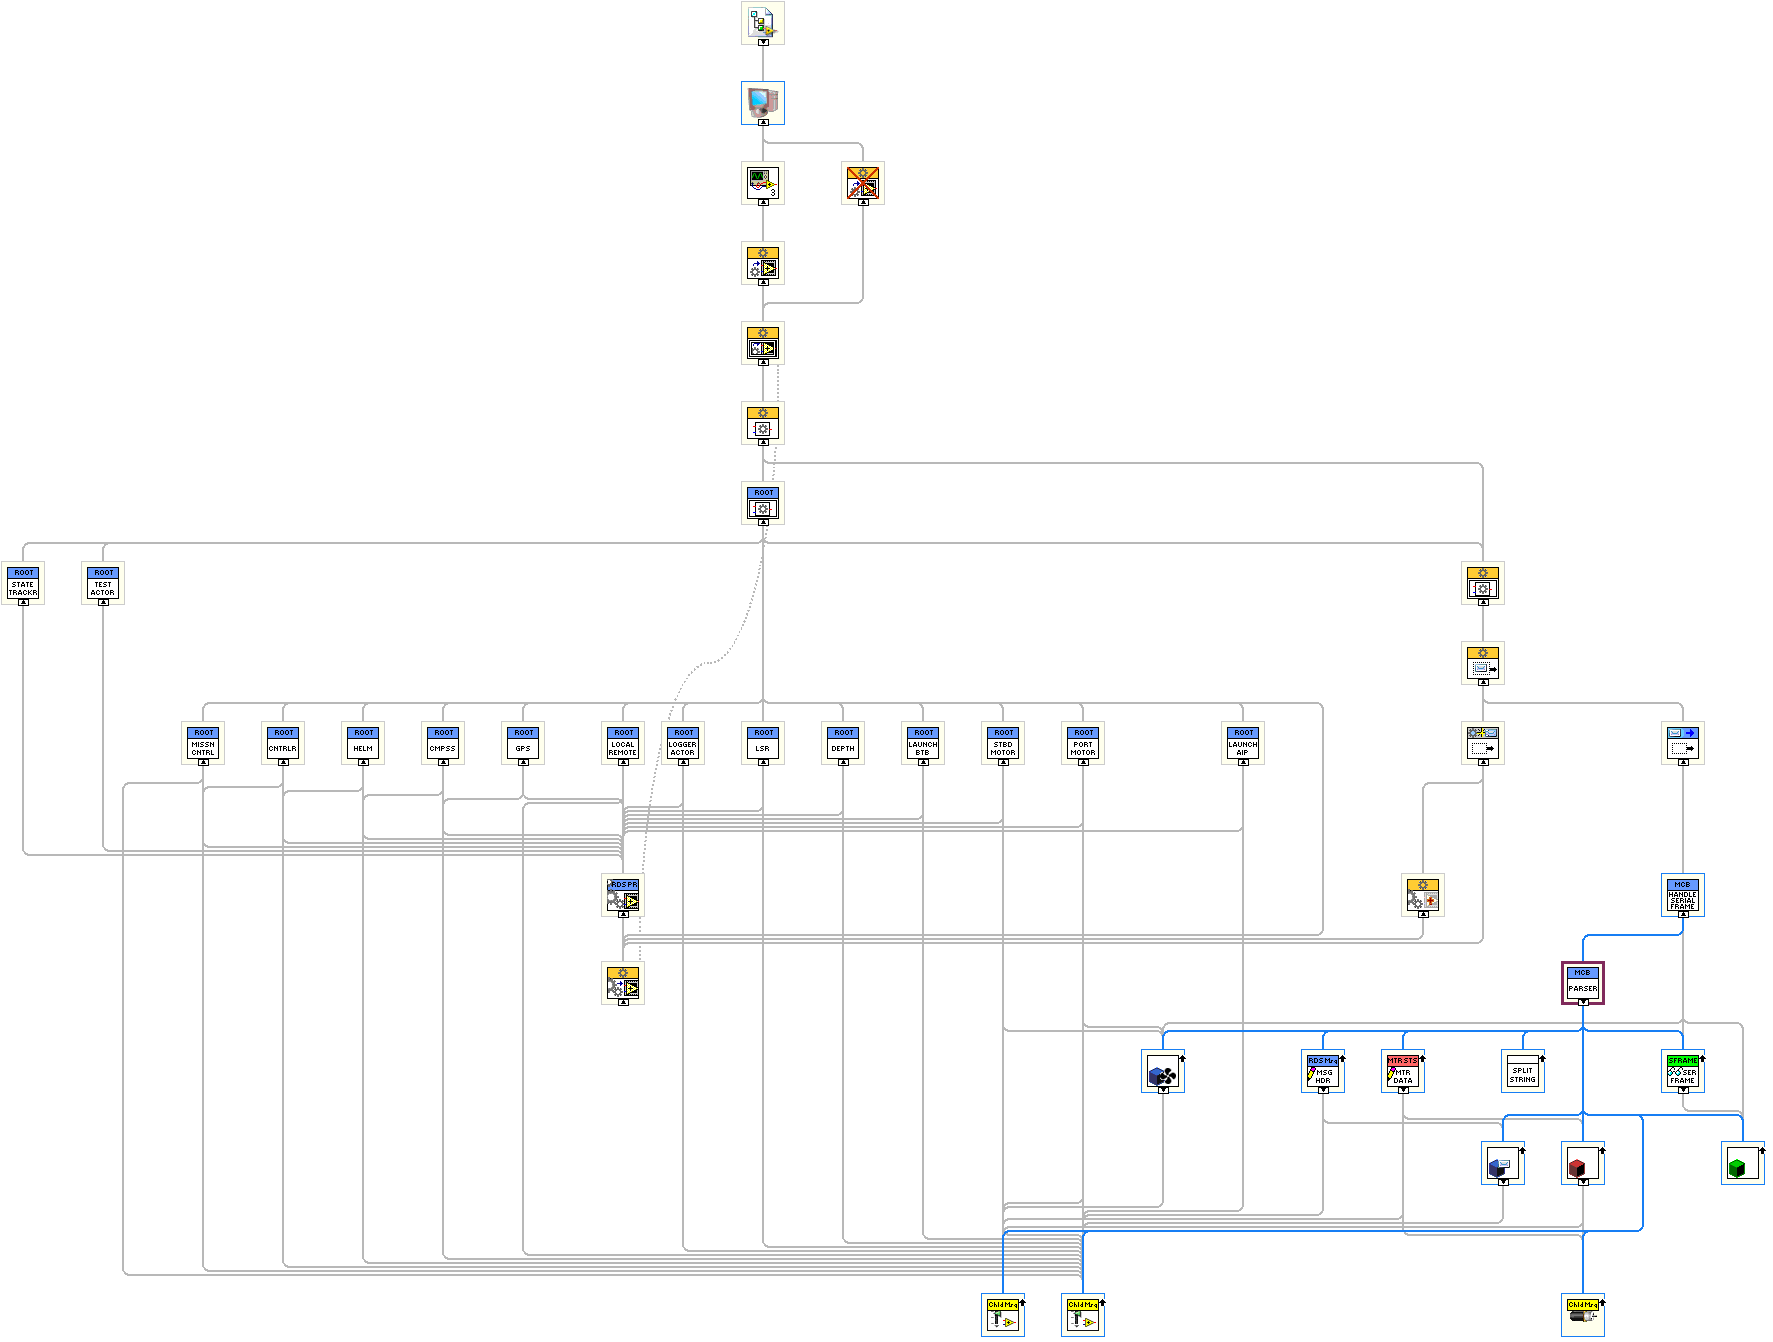 3
ROOT
ROOT
STATE
TRACKR
ROOT
TEST
ACTOR
ROOT
MISSN
CNTRL
ROOT
CNTRLR
ROOT
HELM
ROOT
CMPSS
ROOT
GPS
ROOT
LOCAL
REMOTE
ROOT
LOGGER
ACTOR
ROOT
LSR
ROOT
DEPTH
ROOT
LAUNCH
BTB
ROOT
STBD
MOTOR
ROOT
PORT
MOTOR
ROOT
LAUNCH
AIP
RDS PR
MCB
HANDLE
SERIAL
FRAME
MCB
PARSER
RDS Msg
MSG
HDR
MTR STS
MTR
DATA
SPLIT
STRING
SFRAME
SER
FRAME
Chld Msg
Chld Msg
Chld Msg